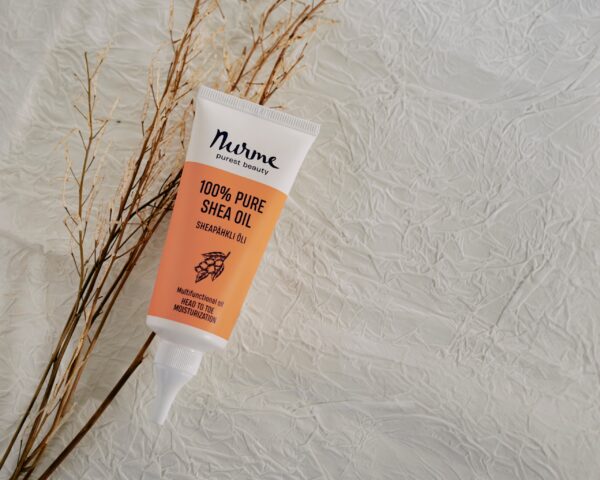 Nurme
purest beauty
100% PURE
SHEA OIL
SHEAPÄHKLI ÕLI
Multifunctional oil
HEAD TO TOE
MOISTURIZATION